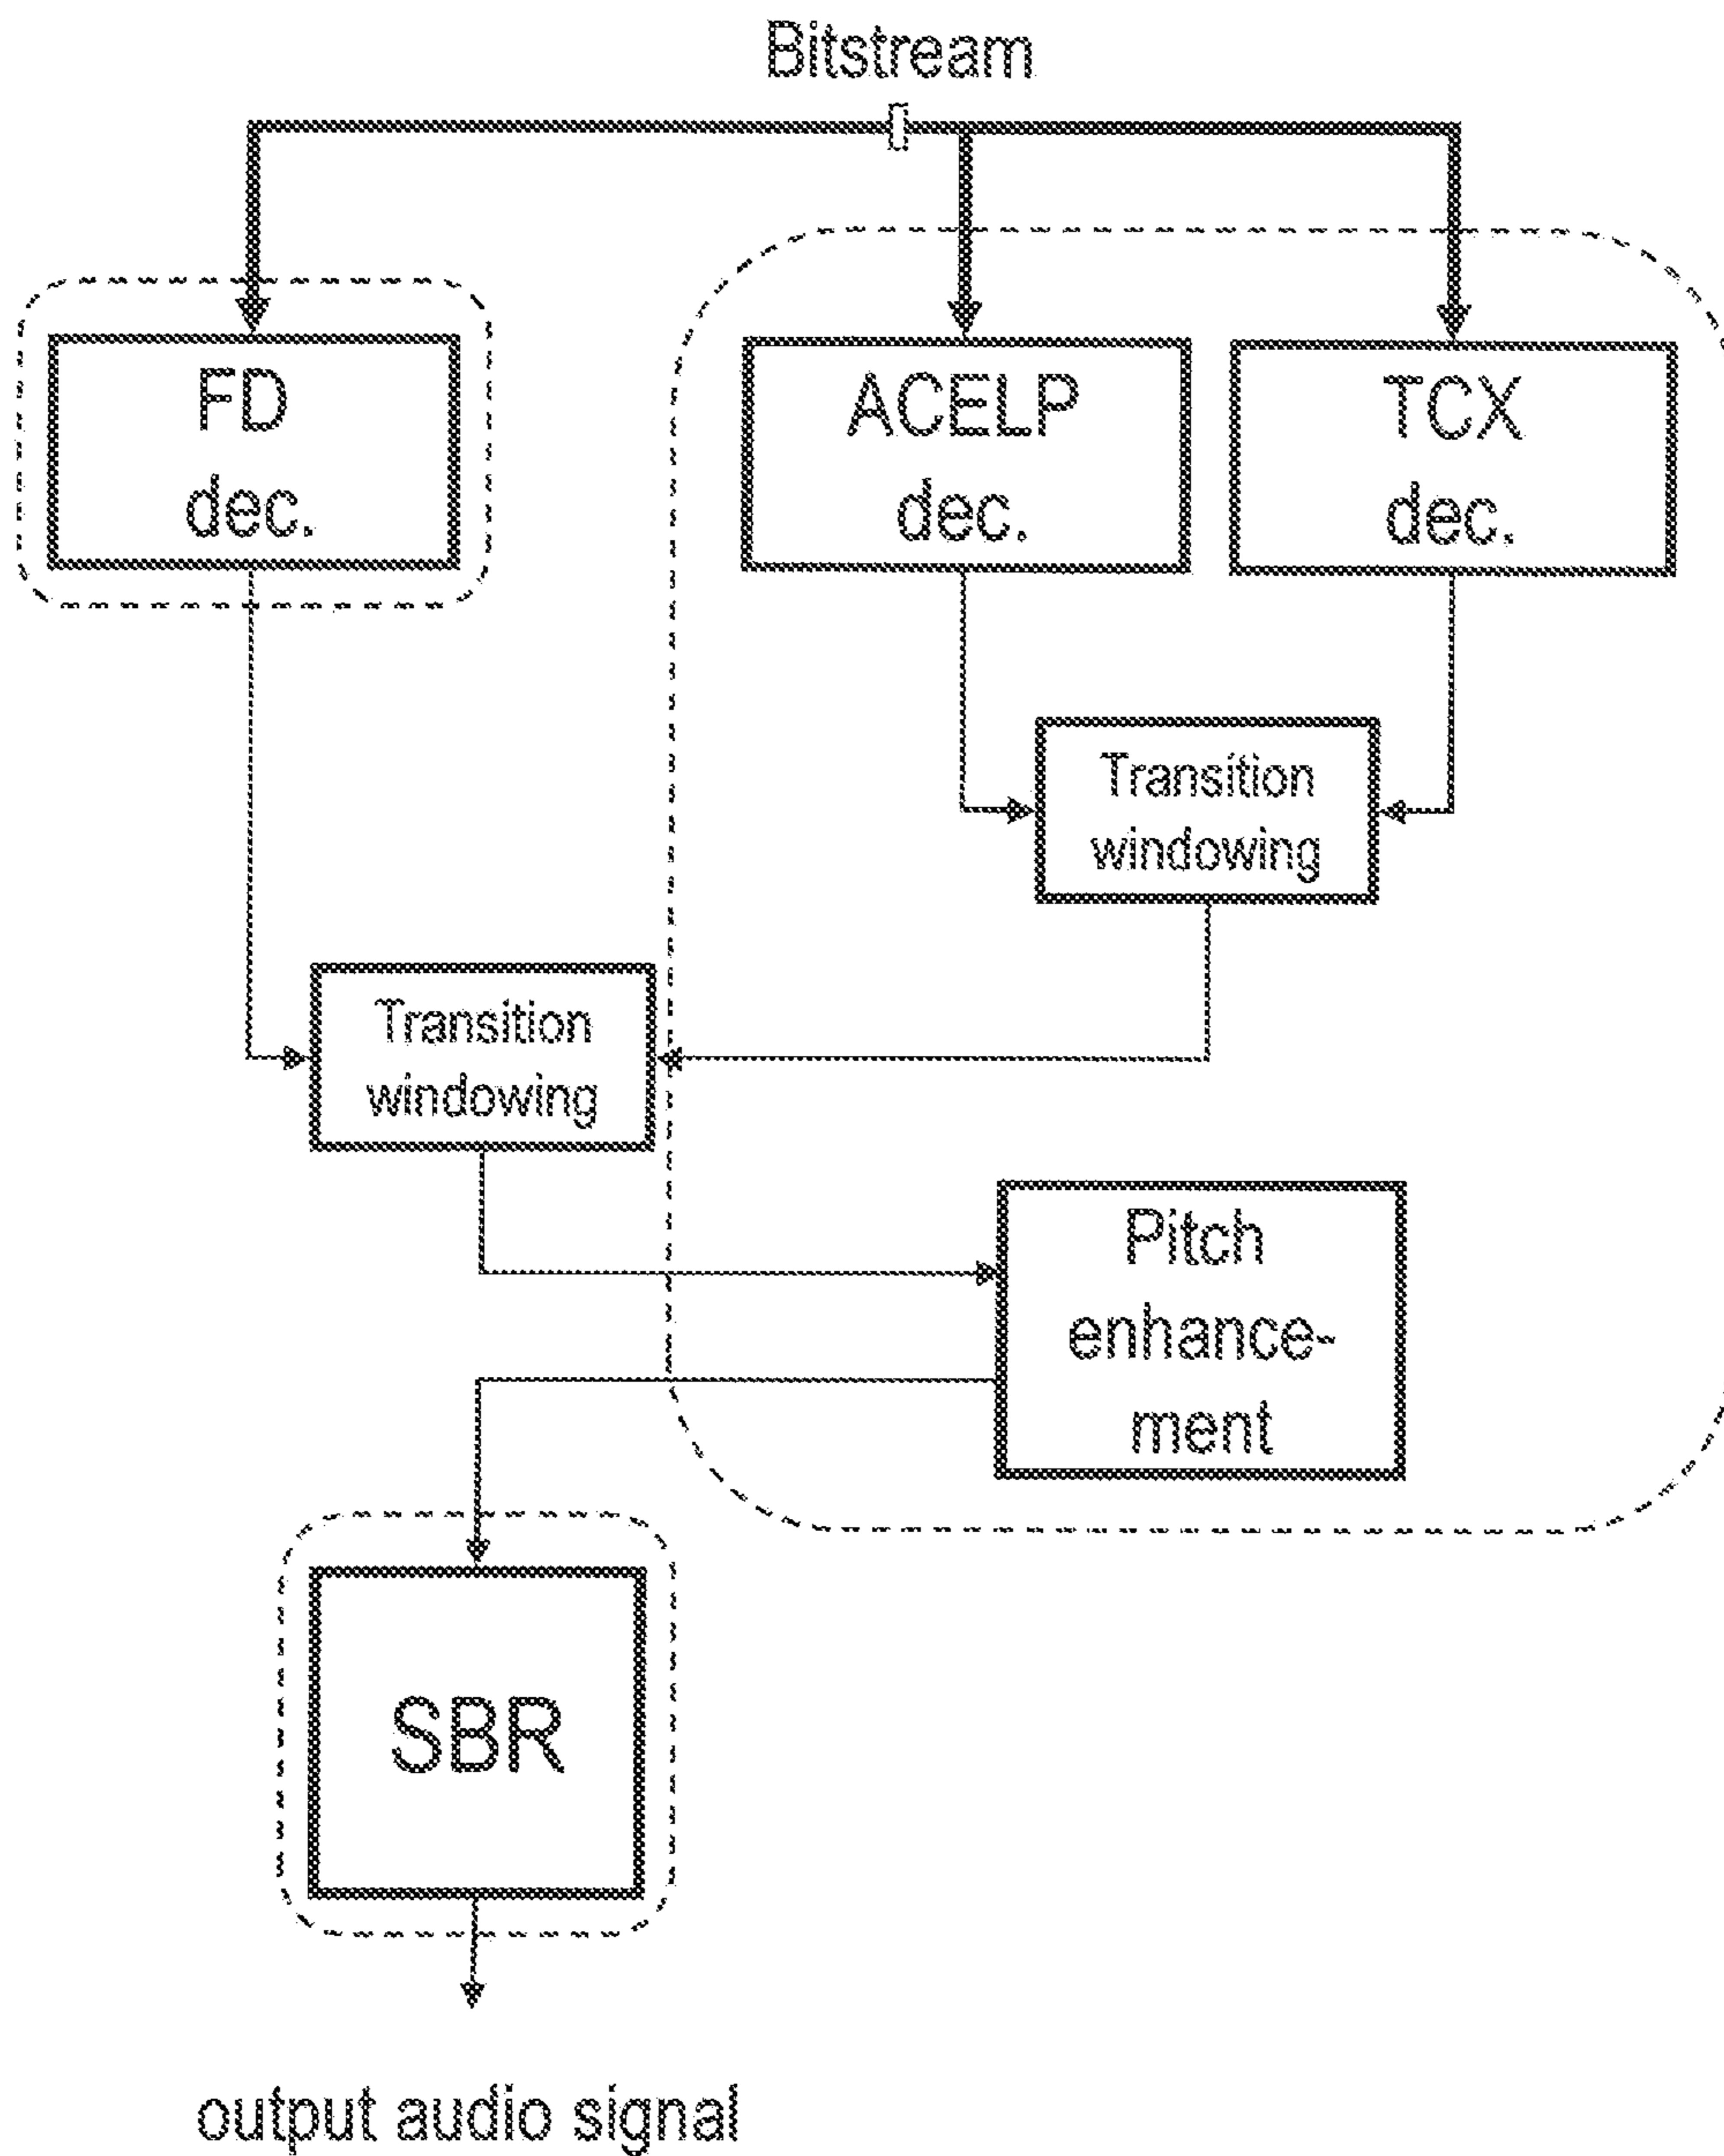 Bitstream
FD
dec.
ACELP
dec.
TCX
dec.
Transition
windowing
Transition
windowing
Pitch
enhance-
ment
SBR
output audio signal